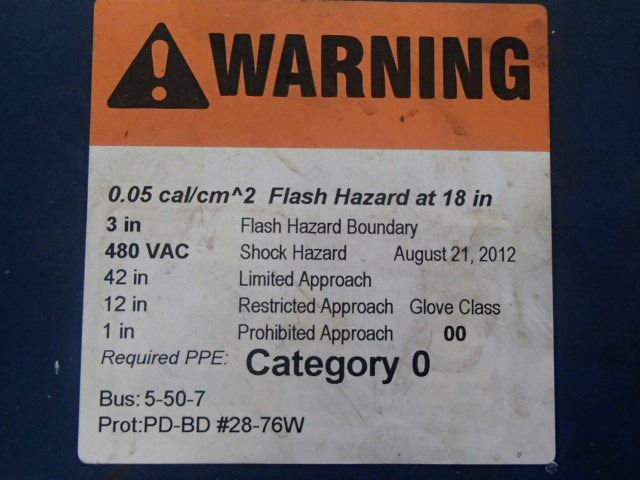 WARNING
0.05 cal/cm^2 Flash Hazard at 18 in
3 in Flash Hazard Boundary
480 VAC Shock Hazard August 21, 2012
42 in Limited Approach
12 in Restricted Approach Glove Class
1 in Prohibited Approach 00
Required PPE: Category 0
Bus: 5-50-7
Prot:PD-BD #28-76W